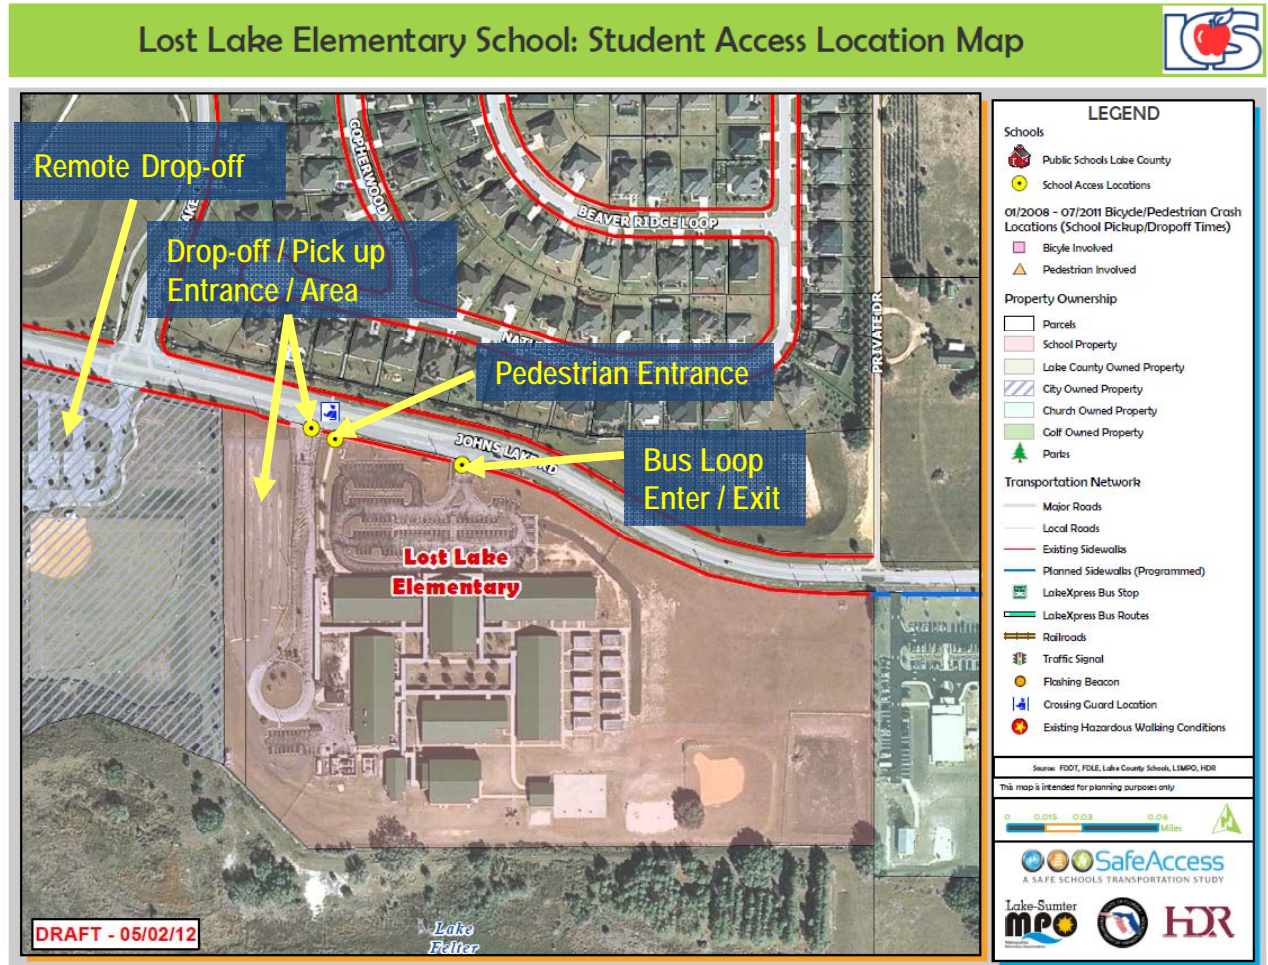 Lost Lake Elementary School: Student Access Location Map
LCS
Remote Drop-off
Drop-off / Pick up
Entrance / Area
Pedestrian Entrance
Bus Loop
Enter / Exit
GOPHERWOOD
BEAVER RIDGE LOOP
PRIVATE DR
JOHNS LAKE RD
Lost Lake
Elementary
Lake
Felter
DRAFT - 05/02/12
LEGEND
Schools
Public Schools Lake County
School Access Locations
01/2008 - 07/2011 Bicycle/Pedestrian Crash
Locations (School Pickup/Dropoff Times)
Bicyle Involved
Pedestrian Involved
Property Ownership
Parcels
School Property
Lake County Owned Property
City Owned Property
Church Owned Property
Golf Owned Property
Parks
Transportation Network
Major Roads
Local Roads
Existing Sidewalks
Planned Sidewalks (Programmed)
LakeXpress Bus Stop
LakeXpress Bus Routes
Railroads
Traffic Signal
Flashing Beacon
Crossing Guard Location
Existing Hazardous Walking Conditions
Source: FDOT, FDLE, Lake County Schools, LSMPO, HDR
This map is intended for planning purposes only
0 0.015 0.03 0.06
Miles
SafeAccess
A SAFE SCHOOLS TRANSPORTATION STUDY
Lake-Sumter
MPO
HDR